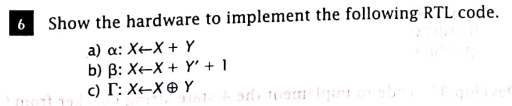 6 Show the hardware to implement the following RTL code.
a) α: X←X + Y
b) β: X←X + Y′ + 1
c) Γ: X←X⊕ Y